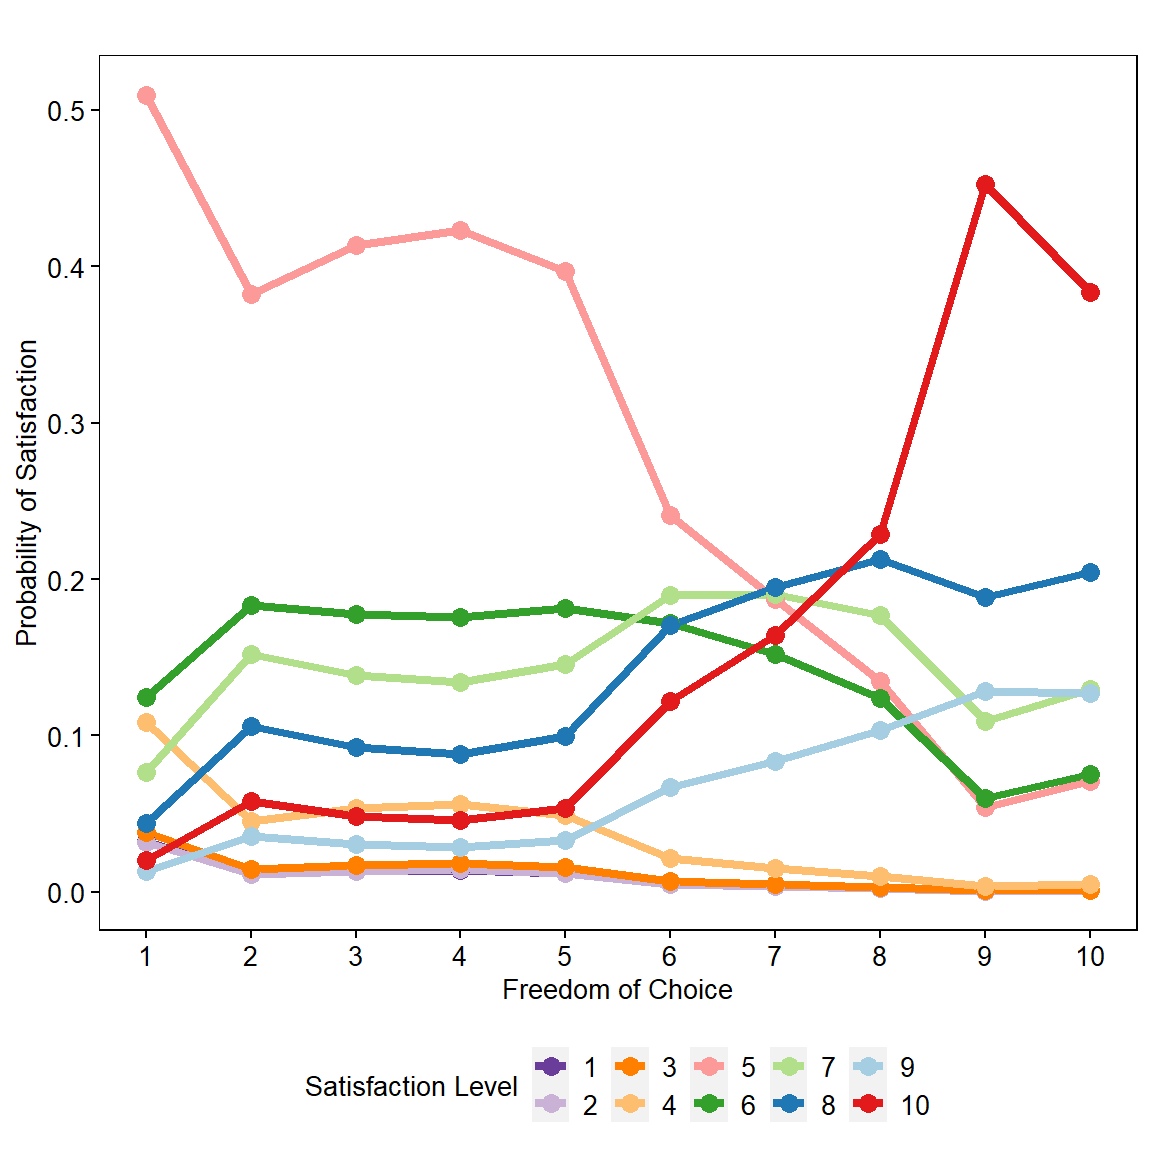 0.5
0.4
0.3
0.2
0.1
0.0
Probability of Satisfaction
1 2 3 4 5 6 7 8 9 10
Freedom of Choice
Satisfaction Level
1 3 5 7 9
2 4 6 8 10